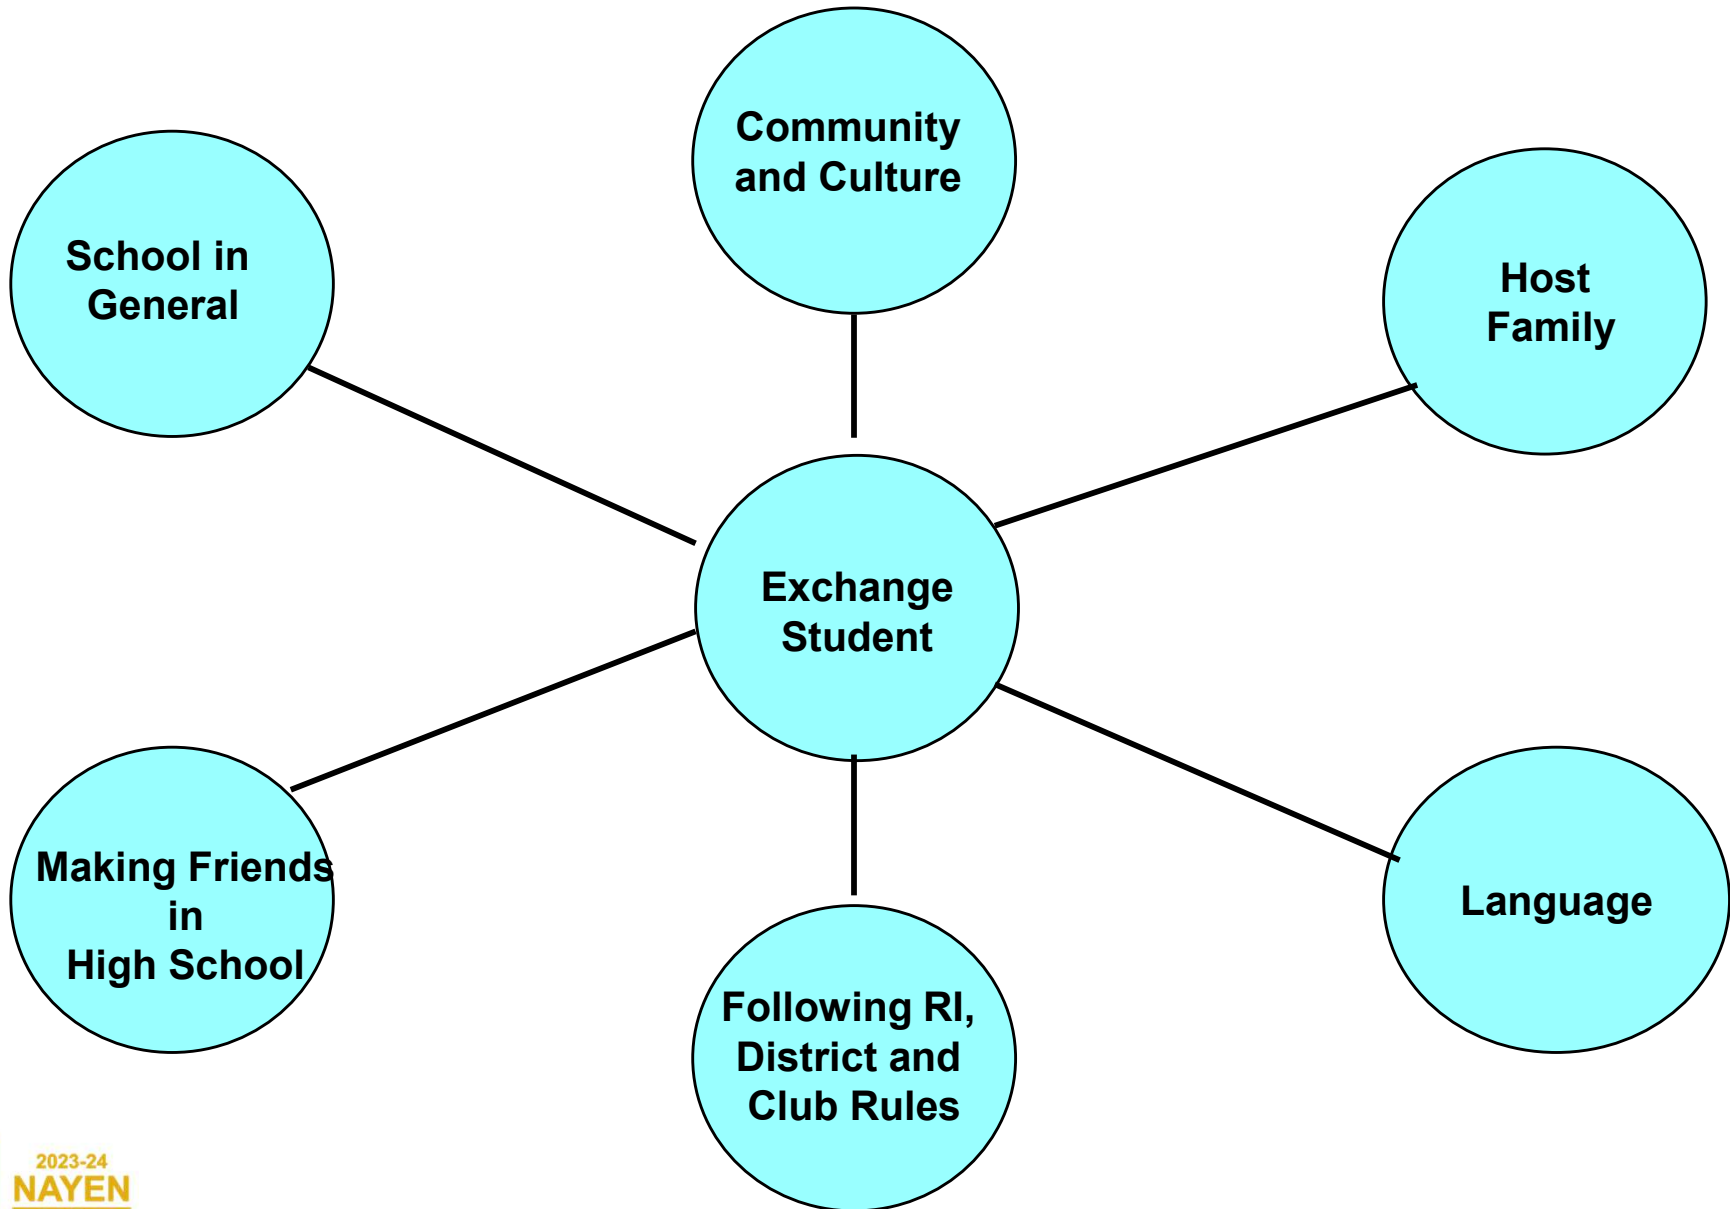 Community
and Culture
School in
General
Host
Family
Exchange
Student
Making Friends
in
High School
Language
Following RI,
District and
Club Rules
2023-24
NAYEN